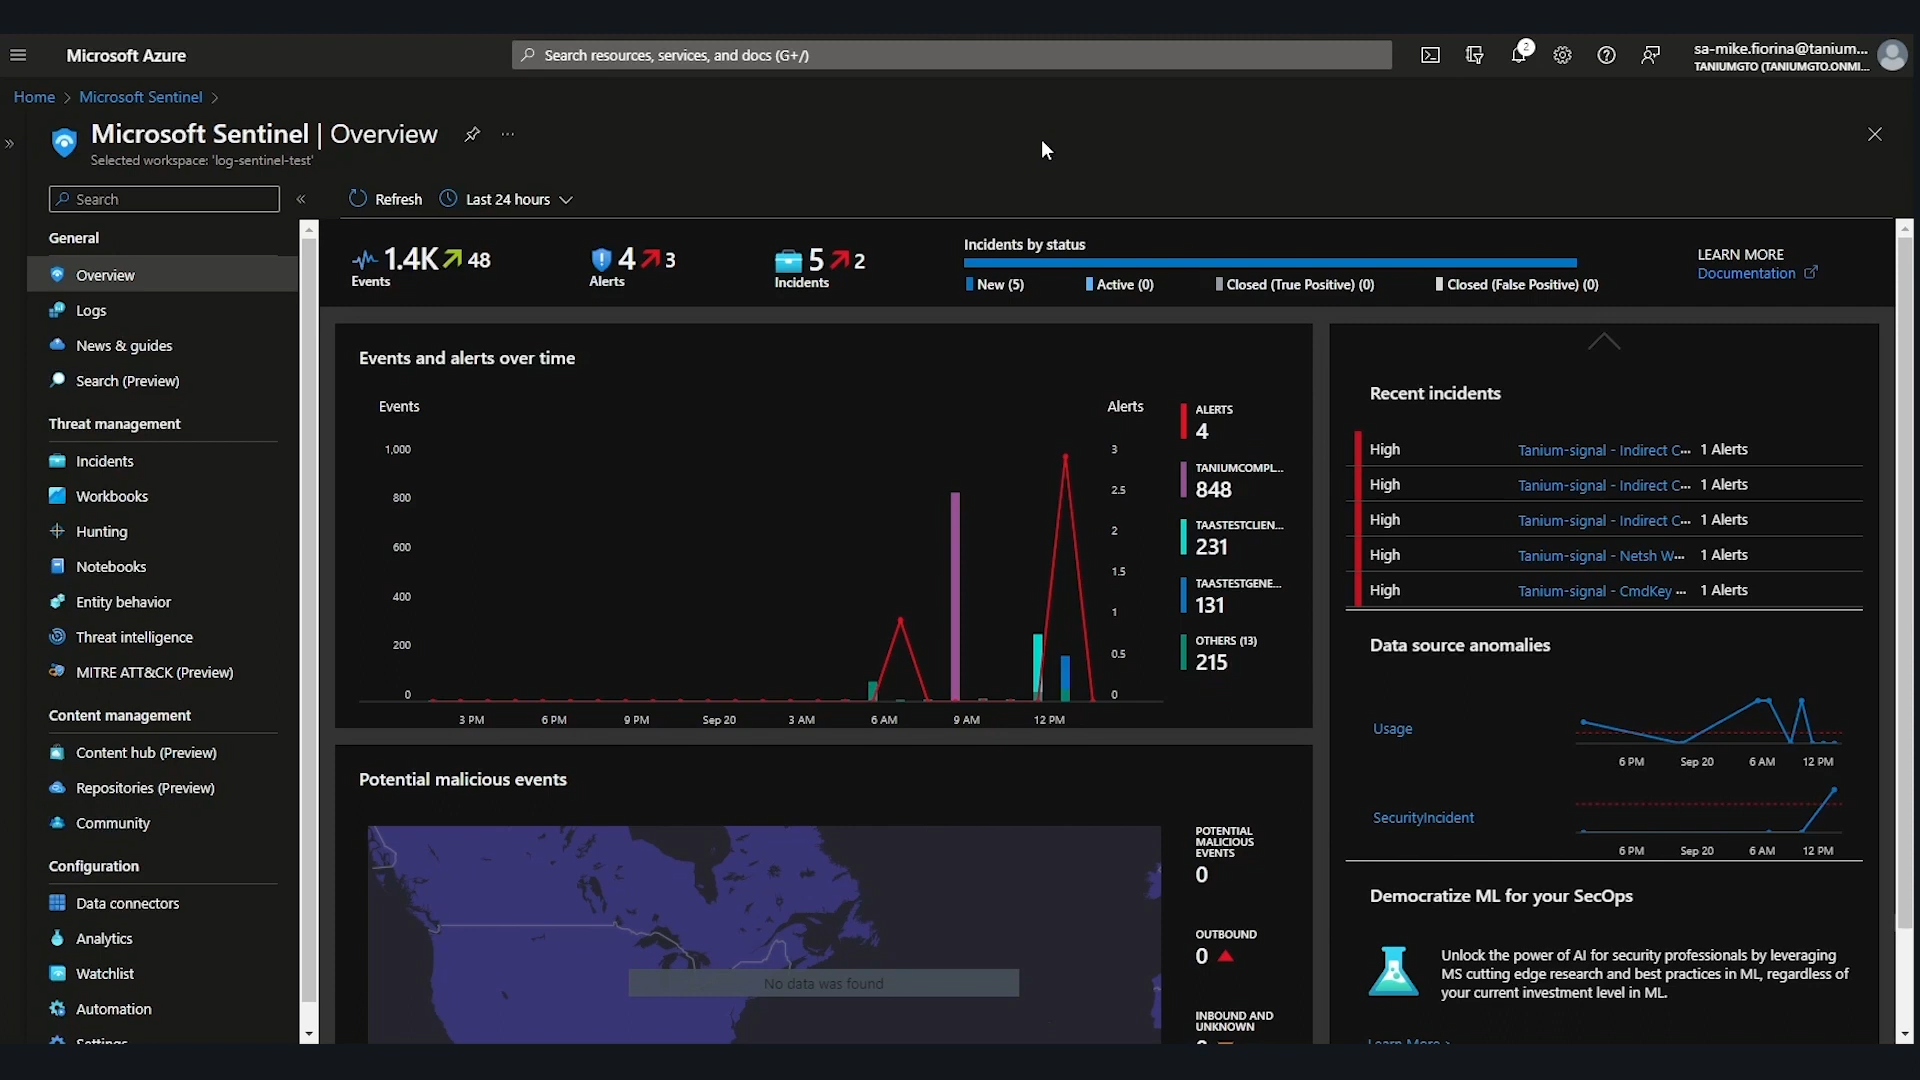 Microsoft Azure
Search resources, services, and docs (G+/)
2
sa-mike.fiorina@tanium...
TANIUMGTO (TANIUMGTO.ONMI...
Home > Microsoft Sentinel >
Microsoft Sentinel | Overview
Selected workspace: 'log-sentinel-test'
Search
Refresh
Last 24 hours
General
Overview
Logs
News & guides
Search (Preview)
Threat management
Incidents
Workbooks
Hunting
Notebooks
Entity behavior
Threat intelligence
MITRE ATT&CK (Preview)
Content management
Content hub (Preview)
Repositories (Preview)
Community
Configuration
Data connectors
Analytics
Watchlist
Automation
Settings
1.4K 48
Events
4 3
Alerts
5 2
Incidents
Incidents by status
New (5)
Active (0)
Closed (True Positive) (0)
Closed (False Positive) (0)
LEARN MORE
Documentation
Events and alerts over time
Events
Alerts
1,000
800
600
400
200
0
3
2.5
2
1.5
1
0.5
0
3 PM
6 PM
9 PM
Sep 20
3 AM
6 AM
9 AM
12 PM
ALERTS
4
TANIUMCOMPL...
848
TAASTESTCLIEN...
231
TAASTESTGENE...
131
OTHERS (13)
215
Potential malicious events
No data was found
POTENTIAL
MALICIOUS
EVENTS
0
OUTBOUND
0
INBOUND AND
UNKNOWN
Recent incidents
High Tanium-signal - Indirect C... 1 Alerts
High Tanium-signal - Indirect C... 1 Alerts
High Tanium-signal - Indirect C... 1 Alerts
High Tanium-signal - Netsh W... 1 Alerts
High Tanium-signal - CmdKey ... 1 Alerts
Data source anomalies
Usage
6 PM
Sep 20
6 AM
12 PM
SecurityIncident
6 PM
Sep 20
6 AM
12 PM
Democratize ML for your SecOps
Unlock the power of AI for security professionals by leveraging
MS cutting edge research and best practices in ML, regardless of
your current investment level in ML.
Learn More >